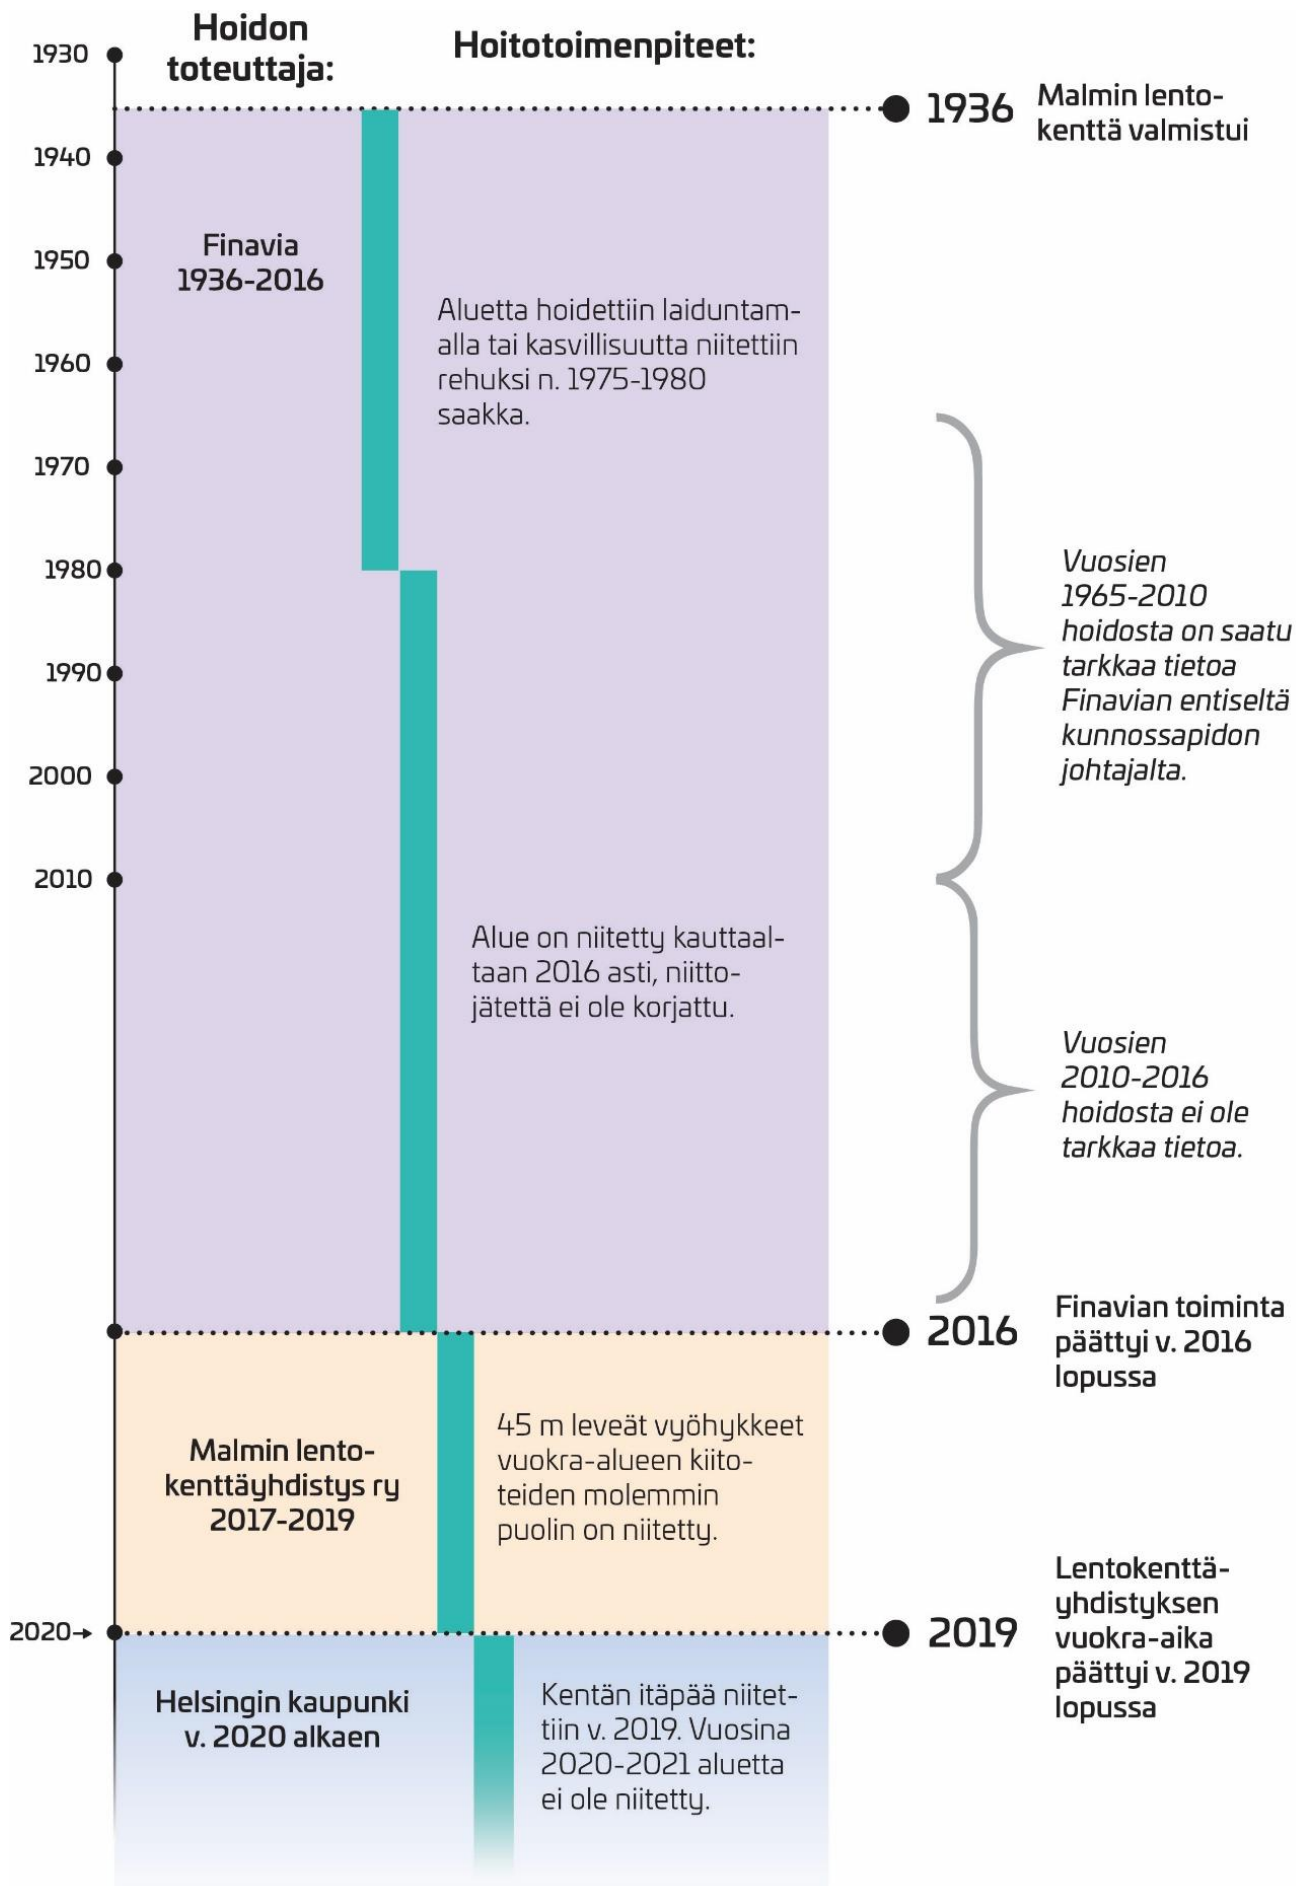 Hoidon
toteuttaja:
Hoitotoimenpiteet:
1930
1936
Malmin lento-
kenttä valmistui
1940
Finavia
1936-2016
1950
Aluetta hoidettiin laiduntam-
alla tai kasvillisuutta niitettiin
rehuksi n. 1975-1980
saakka.
1960
1970
1980
1990
2000
2010
Vuosien
1965-2010
hoidosta on saatu
tarkkaa tietoa
Finavian entiseltä
kunnossapidon
johtajalta.
Alue on niitetty kauttaal-
taan 2016 asti, niitto-
jätettä ei ole korjattu.
Vuosien
2010-2016
hoidosta ei ole
tarkkaa tietoa.
2016
Finavian toiminta
päättyi v. 2016
lopussa
Malmin lento-
kenttäyhdistys ry
2017-2019
45 m leveät vyöhykkeet
vuokra-alueen kiito-
teiden molemmin
puolin on niitetty.
2020→
2019
Lentokenttä-
yhdistyksen
vuokra-aika
päättyi v. 2019
lopussa
Helsingin kaupunki
v. 2020 alkaen
Kentän itäpää niitet-
tiin v. 2019. Vuosina
2020-2021 aluetta
ei ole niitetty.